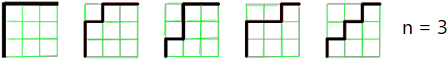 n = 3